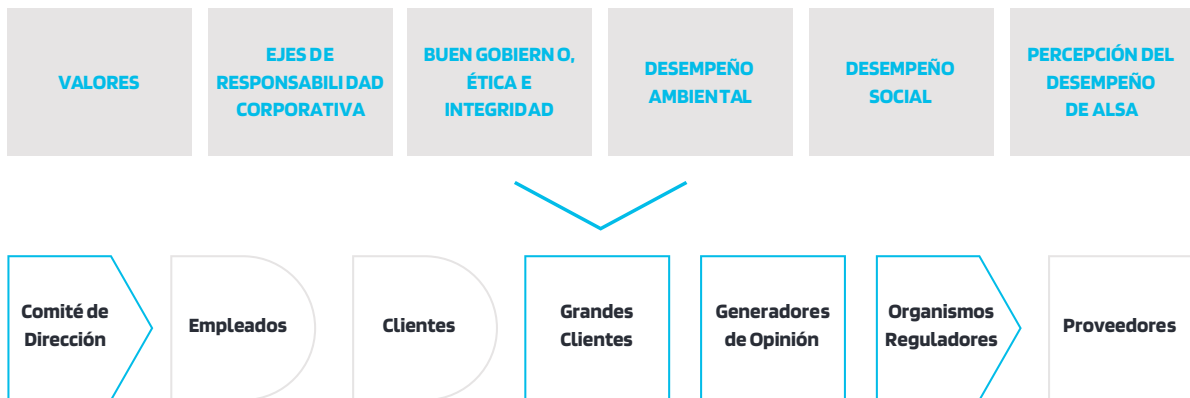 VALORES
EJES DE
RESPONSABILIDAD
CORPORATIVA
BUEN GOBIERNO,
ÉTICA E
INTEGRIDAD
DESEMPEÑO
AMBIENTAL
DESEMPEÑO
SOCIAL
PERCEPCIÓN DEL
DESEMPEÑO
DE ALSA
Comité de
Dirección
Empleados
Clientes
Grandes
Clientes
Generadores
de Opinión
Organismos
Reguladores
Proveedores